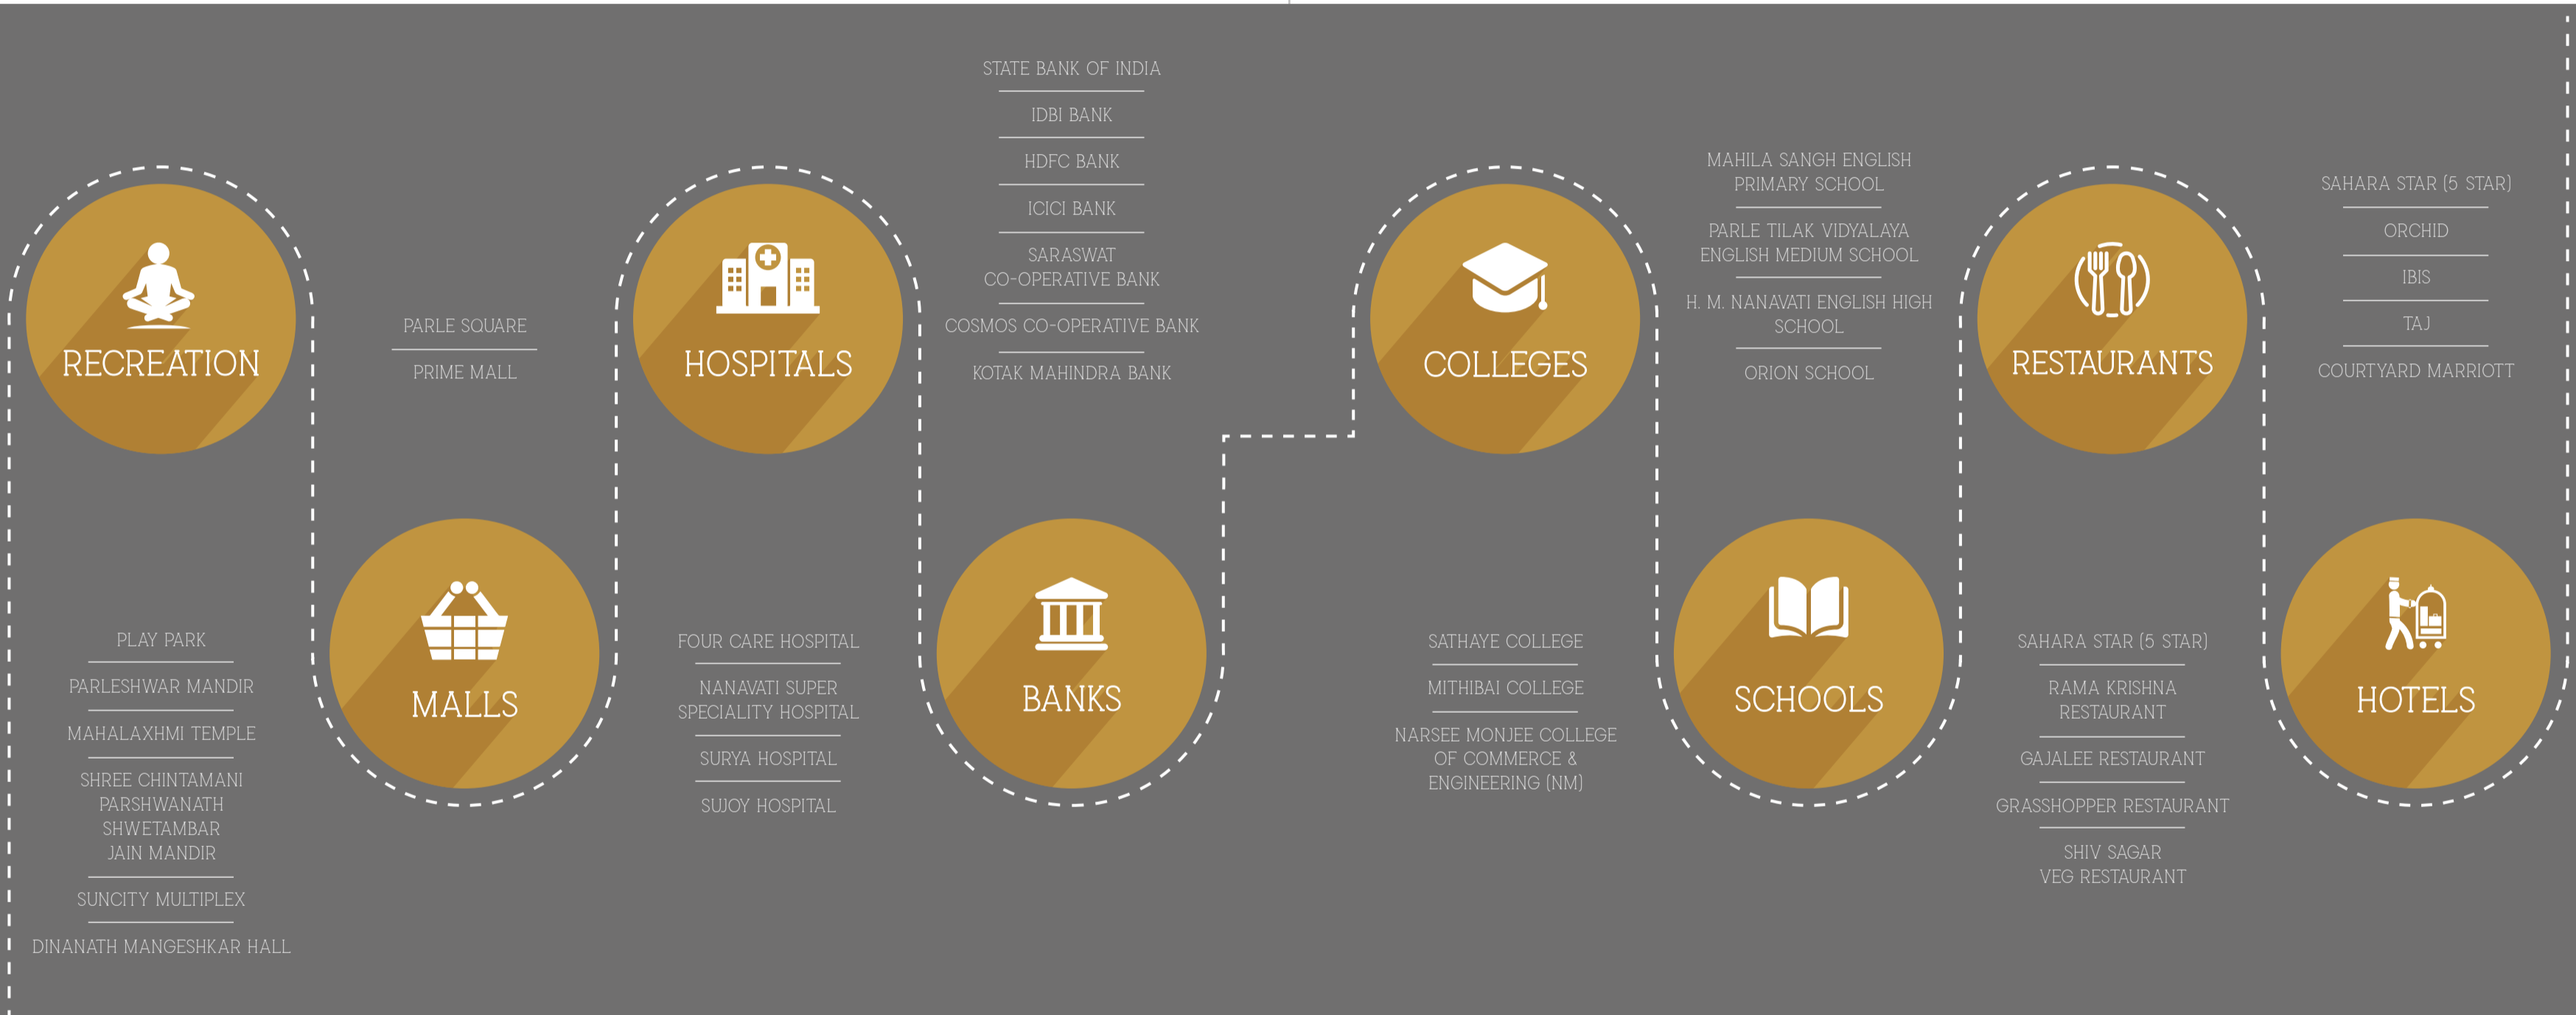 RECREATION
PLAY PARK
PARLESHWAR MANDIR
MAHALAXHMI TEMPLE
SHREE CHINTAMANI
PARSHWANATH
SHWETAMBAR
JAIN MANDIR
SUNCITY MULTIPLEX
DINANATH MANGESHKAR HALL
PARLE SQUARE
PRIME MALL
MALLS
HOSPITALS
FOUR CARE HOSPITAL
NANAVATI SUPER
SPECIALITY HOSPITAL
SURYA HOSPITAL
SUJOY HOSPITAL
STATE BANK OF INDIA
IDBI BANK
HDFC BANK
ICICI BANK
SARASWAT
CO-OPERATIVE BANK
COSMOS CO-OPERATIVE BANK
KOTAK MAHINDRA BANK
BANKS
COLLEGES
SATHAYE COLLEGE
MITHIBAI COLLEGE
NARSEE MONJEE COLLEGE
OF COMMERCE &
ENGINEERING (NM)
MAHILA SANGH ENGLISH
PRIMARY SCHOOL
PARLE TILAK VIDYALAYA
ENGLISH MEDIUM SCHOOL
H. M. NANAVATI ENGLISH HIGH
SCHOOL
ORION SCHOOL
SCHOOLS
RESTAURANTS
SAHARA STAR (5 STAR)
RAMA KRISHNA
RESTAURANT
GAJALEE RESTAURANT
GRASSHOPPER RESTAURANT
SHIV SAGAR
VEG RESTAURANT
SAHARA STAR (5 STAR)
ORCHID
IBIS
TAJ
COURTYARD MARRIOTT
HOTELS